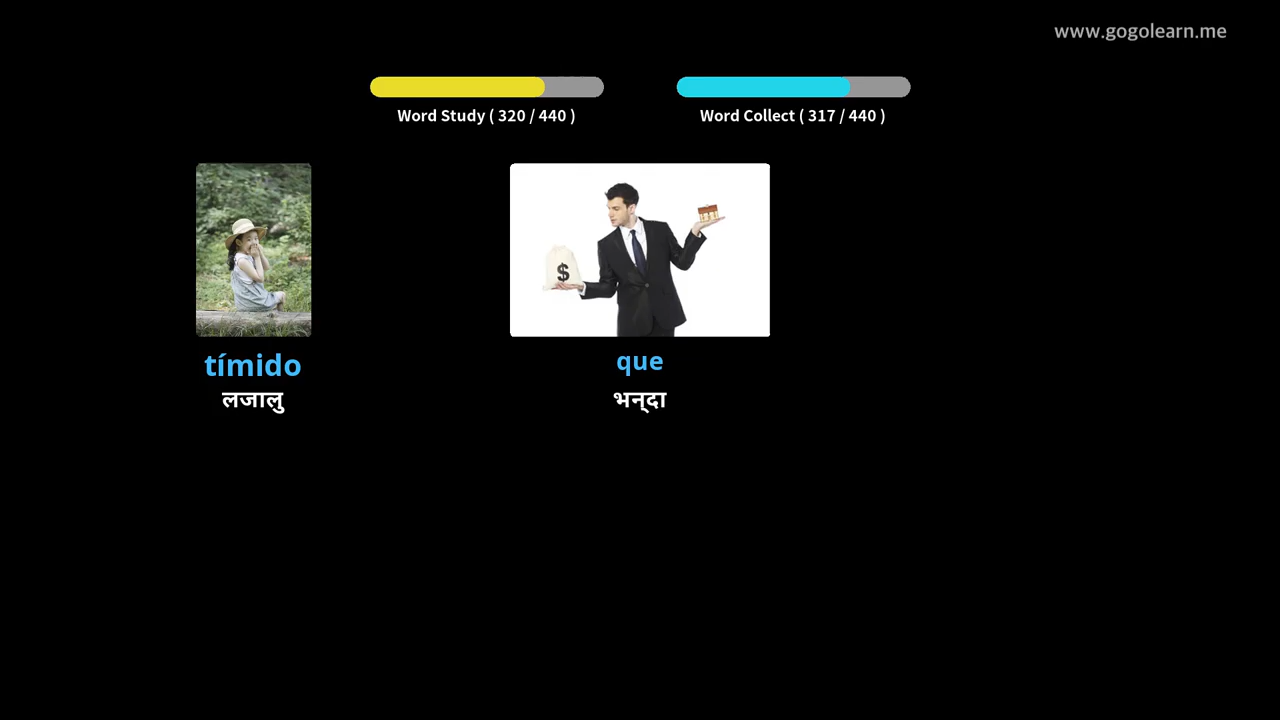 www.gogolearn.me
Word Study ( 320 / 440 )
Word Collect ( 317 / 440 )
tímido
लजालु
que
भन्दा
$